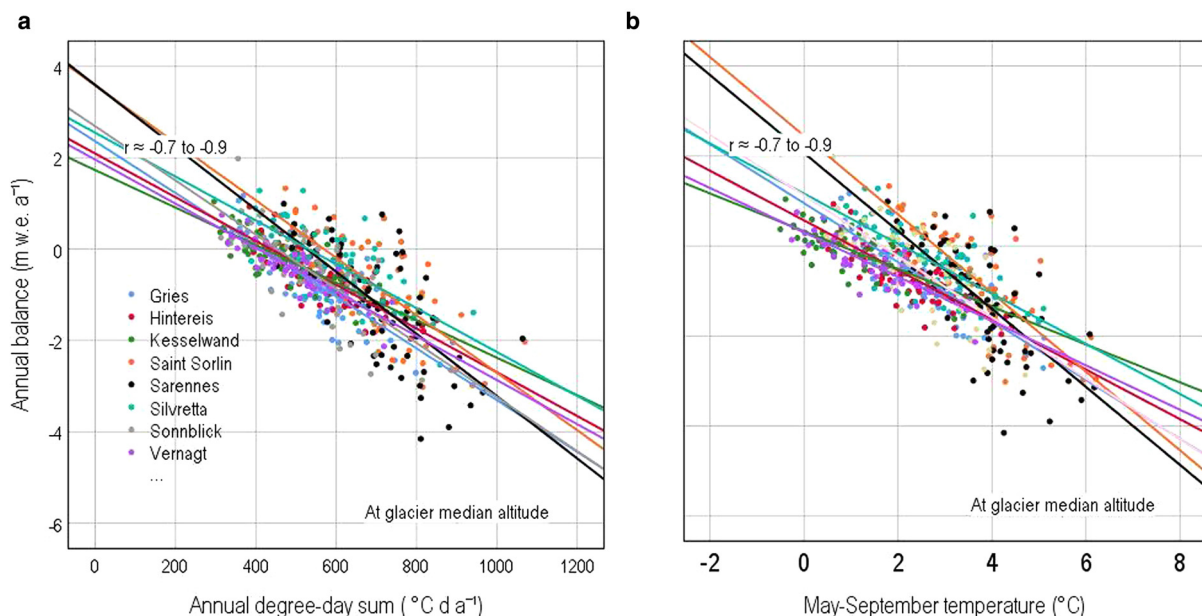 a
b
4
2
0
-2
-4
-6
Annual balance (m w.e. a⁻¹)
r ≈ -0.7 to -0.9
Gries
Hintereis
Kesselwand
Saint Sorlin
Sarennes
Silvretta
Sonnblick
Vernagt
...
At glacier median altitude
0 200 400 600 800 1000 1200
Annual degree-day sum ( °C d a⁻¹)
r ≈ -0.7 to -0.9
At glacier median altitude
-2 0 2 4 6 8
May-September temperature (°C)